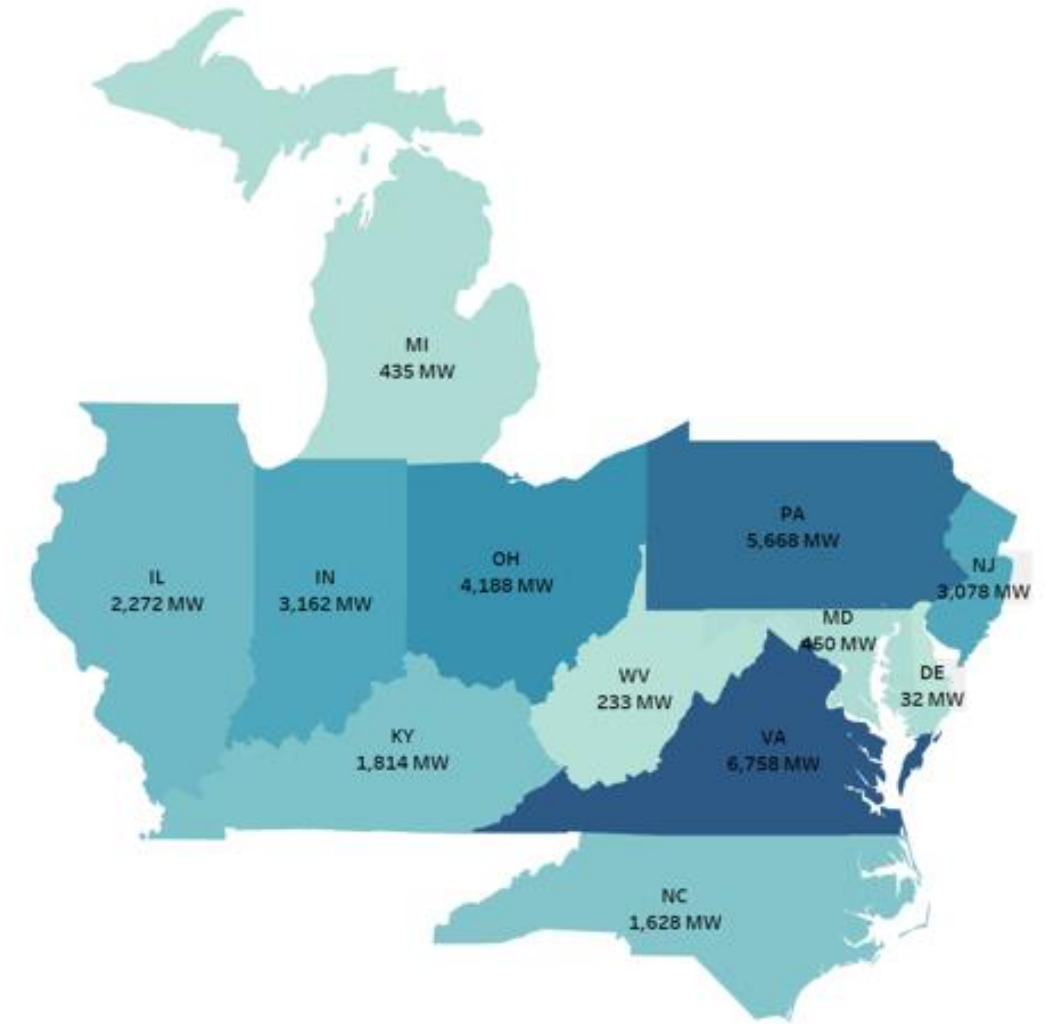 MI
435 MW
PA
5,668 MW
OH
4,188 MW
NJ
3,078 MW
IL
2,272 MW
IN
3,162 MW
MD
450 MW
WV
233 MW
DE
32 MW
KY
1,814 MW
VA
6,758 MW
NC
1,628 MW